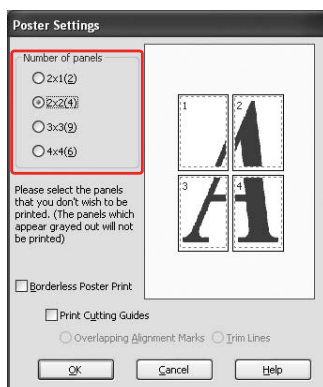 Poster Settings
Number of panels
2x1(2)
2x2(4)
3x3(9)
4x4(6)
1
2
3
4
Please select the panels
that you don't wish to be
printed. (The panels which
appear grayed out will not
be printed)
Borderless Poster Print
Print Cutting Guides
Overlapping Alignment Marks
Trim Lines
OK
Cancel
Help